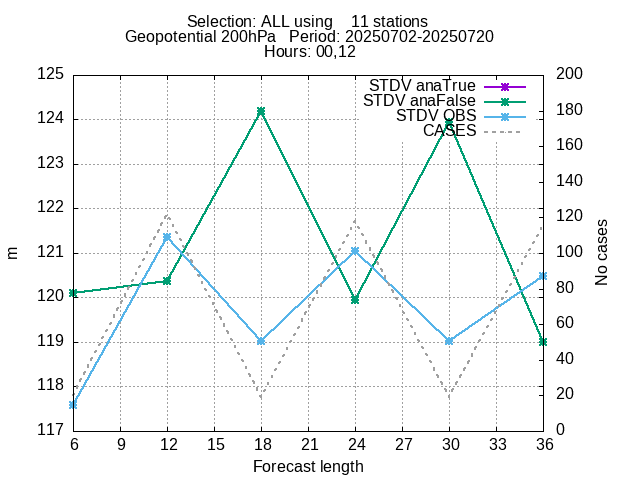 Selection: ALL using    11 stations
Geopotential 200hPa   Period: 20250702-20250720
Hours: 00,12
STDV anaTrue
STDV anaFalse
STDV OBS
CASES
125
124
123
122
121
120
119
118
117
200
180
160
140
120
100
80
60
40
20
0
m
No cases
6 9 12 15 18 21 24 27 30 33 36
Forecast length